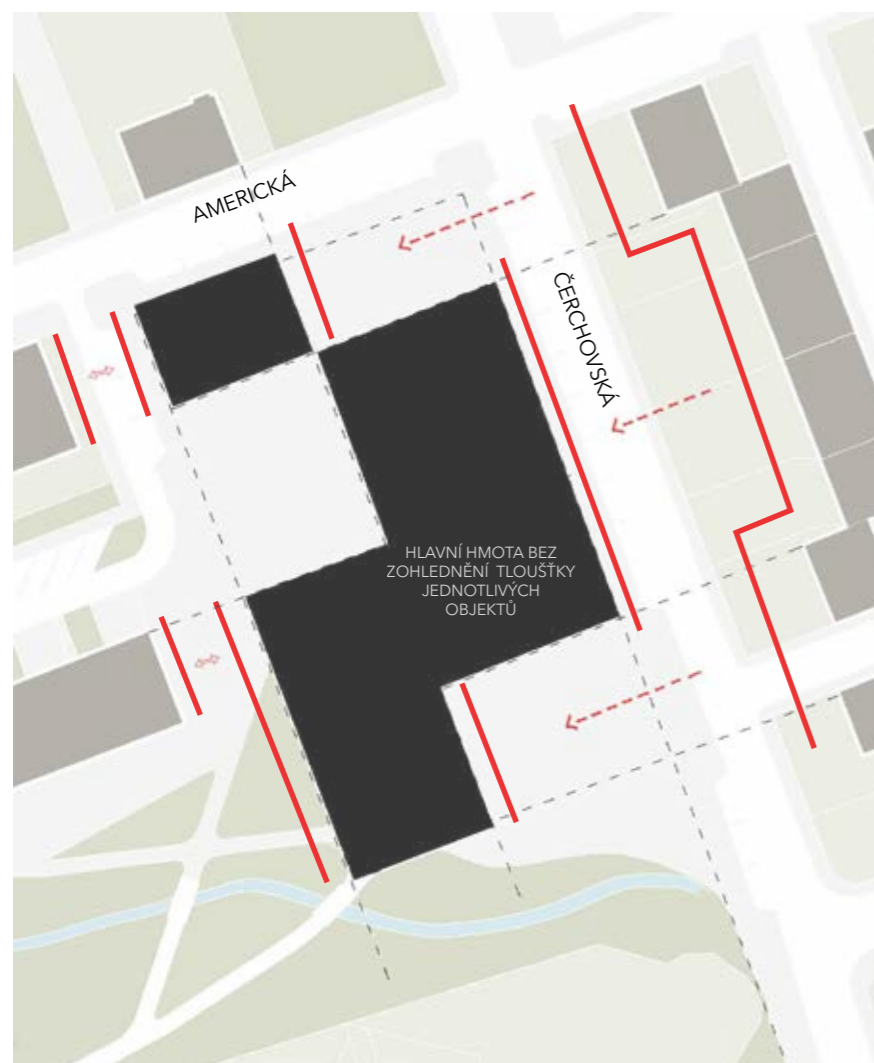 AMERICKÁ
ČERCHOVSKÁ
HLAVNÍ HMOTA BEZ
ZOHLEDNĚNÍ TLOUŠŤKY
JEDNOTLIVÝCH
OBJEKTŮ